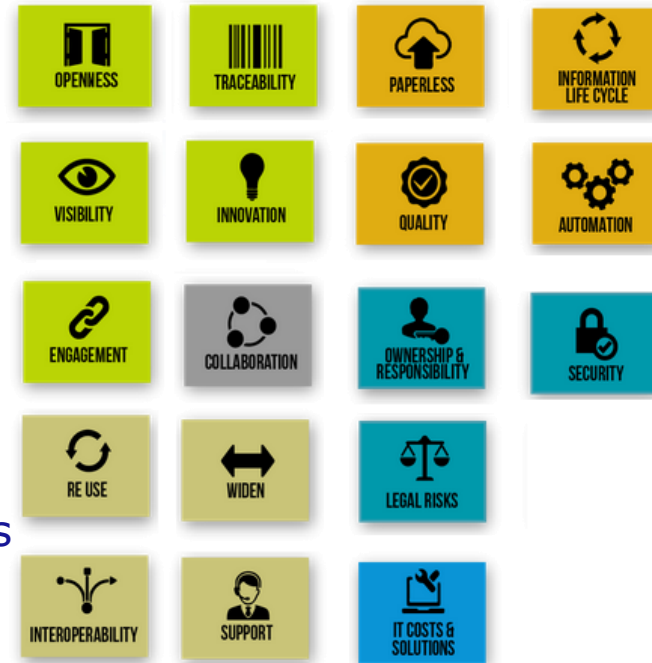 OPENNESS
TRACEABILITY
PAPERLESS
INFORMATION
LIFE CYCLE
VISIBILITY
INNOVATION
QUALITY
AUTOMATION
ENGAGEMENT
COLLABORATION
OWNERSHIP &
RESPONSIBILITY
SECURITY
RE USE
WIDEN
LEGAL RISKS
s
INTEROPERABILITY
SUPPORT
IT COSTS &
SOLUTIONS